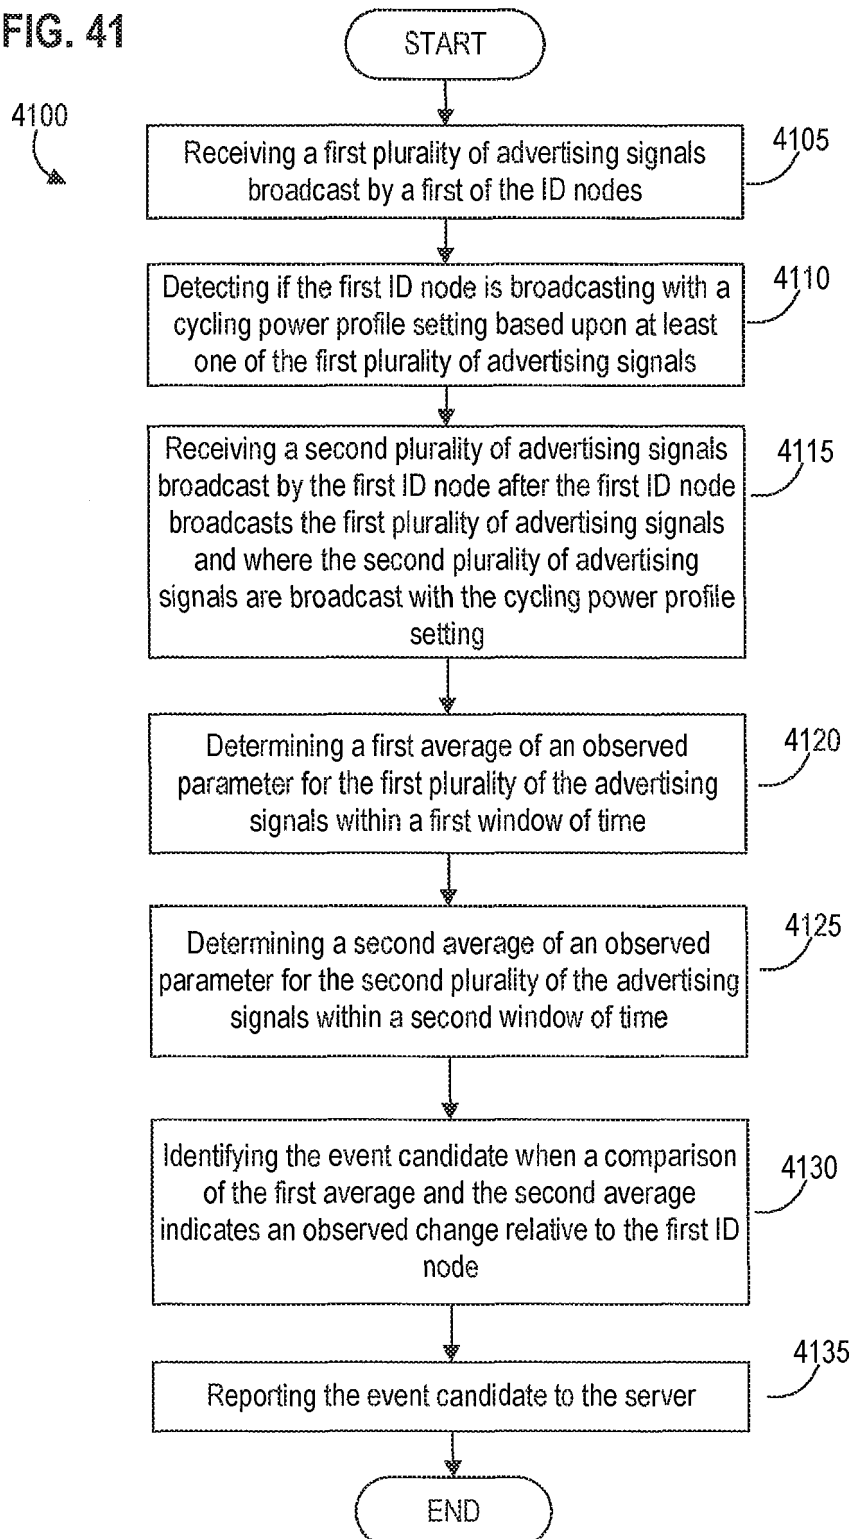 FIG. 41
START
4100
4105
Receiving a first plurality of advertising signals
broadcast by a first of the ID nodes
4110
Detecting if the first ID node is broadcasting with a
cycling power profile setting based upon at least
one of the first plurality of advertising signals
4115
Receiving a second plurality of advertising signals
broadcast by the first ID node after the first ID node
broadcasts the first plurality of advertising signals
and where the second plurality of advertising
signals are broadcast with the cycling power profile
setting
4120
Determining a first average of an observed
parameter for the first plurality of the advertising
signals within a first window of time
4125
Determining a second average of an observed
parameter for the second plurality of the advertising
signals within a second window of time
4130
Identifying the event candidate when a comparison
of the first average and the second average
indicates an observed change relative to the first ID
node
4135
Reporting the event candidate to the server
END